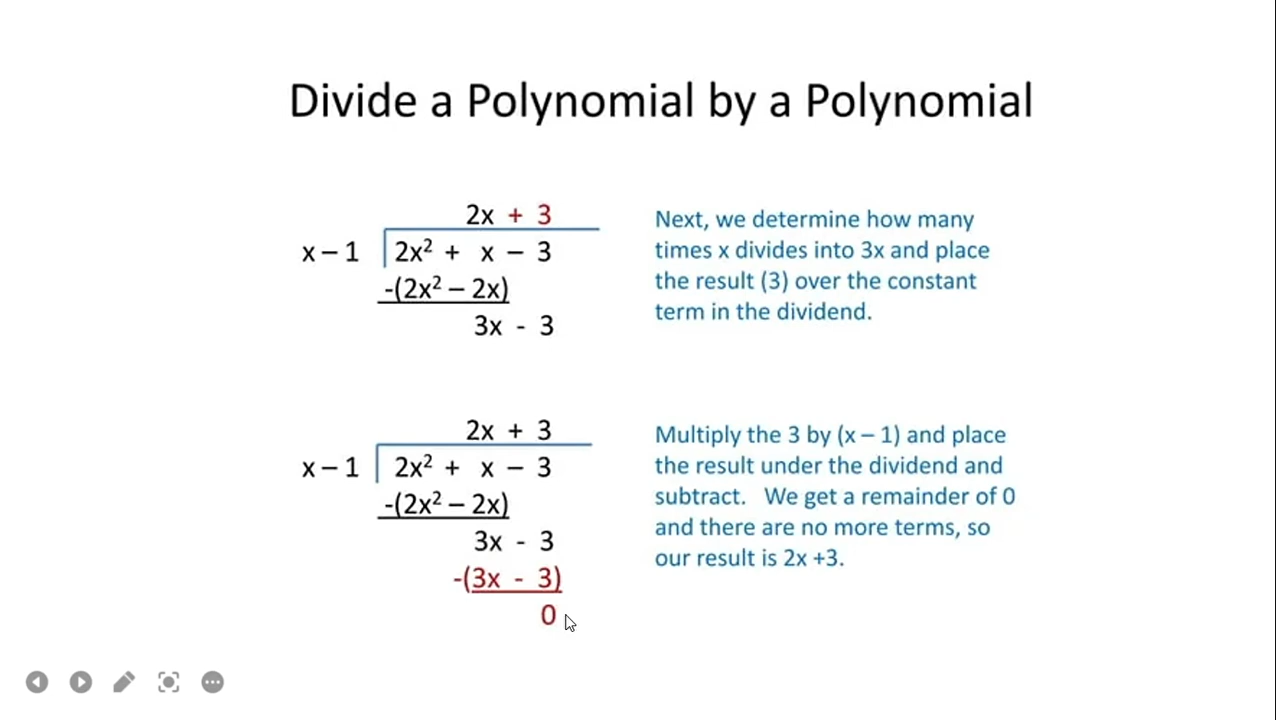 Divide a Polynomial by a Polynomial
2x + 3
x – 1 2x² + x – 3
-(2x² – 2x)
3x - 3
Next, we determine how many
times x divides into 3x and place
the result (3) over the constant
term in the dividend.
2x + 3
x – 1 2x² + x – 3
-(2x² – 2x)
3x - 3
-(3x - 3)
0
Multiply the 3 by (x – 1) and place
the result under the dividend and
subtract. We get a remainder of 0
and there are no more terms, so
our result is 2x +3.